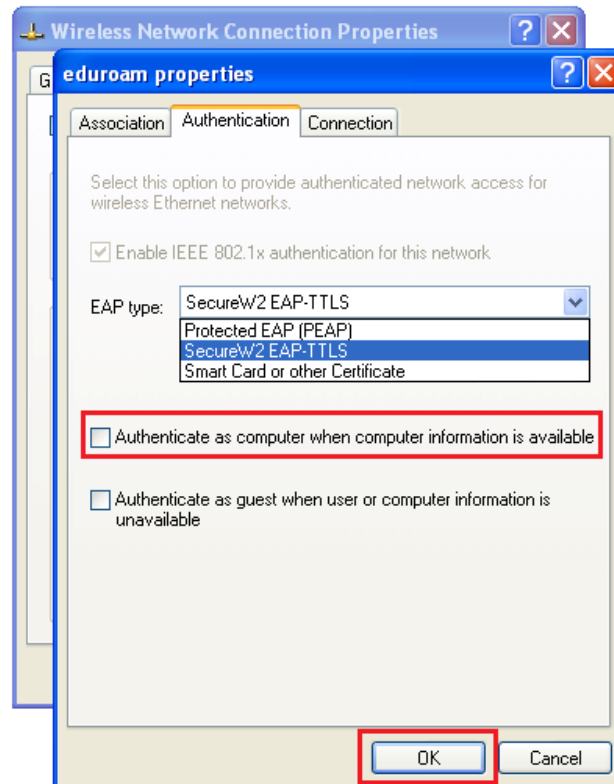 Wireless Network Connection Properties
G
eduroam properties
Association Authentication Connection
Select this option to provide authenticated network access for
wireless Ethernet networks.
Enable IEEE 802.1x authentication for this network
EAP type: SecureW2 EAP-TTLS
Protected EAP (PEAP)
SecureW2 EAP-TTLS
Smart Card or other Certificate
Authenticate as computer when computer information is available
Authenticate as guest when user or computer information is
unavailable
OK Cancel